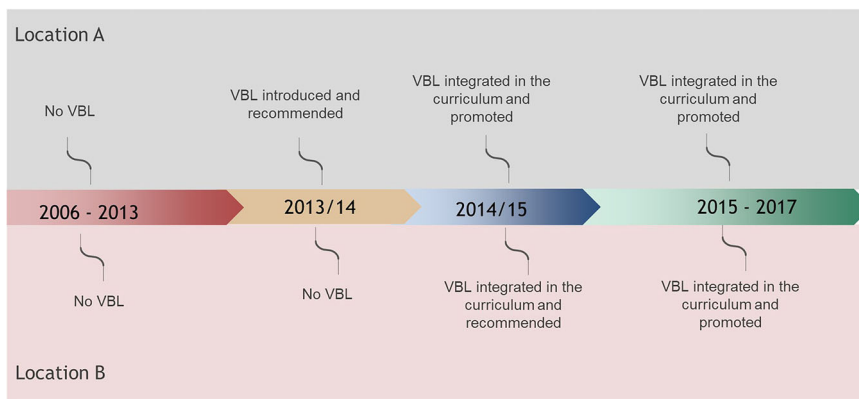 Location A
No VBL
VBL introduced and
recommended
VBL integrated in the
curriculum and
promoted
VBL integrated in the
curriculum and
promoted
2006 - 2013
2013/14
2014/15
2015 - 2017
No VBL
No VBL
VBL integrated in the
curriculum and
recommended
VBL integrated in the
curriculum and
promoted
Location B